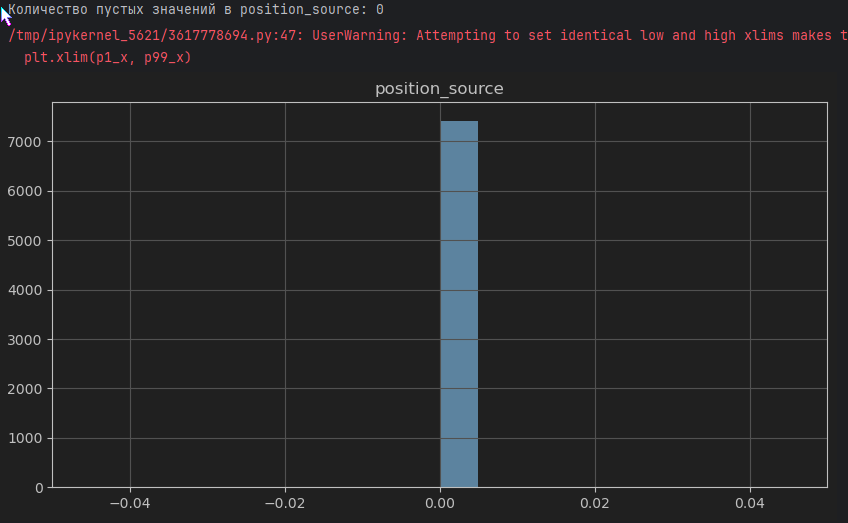 Количество пустых значений в position_source: 0
/tmp/ipykernel_5621/3617778694.py:47: UserWarning: Attempting to set identical low and high xlims makes t
plt.xlim(p1_x, p99_x)
position_source
7000
6000
5000
4000
3000
2000
1000
0
−0.04 −0.02 0.00 0.02 0.04